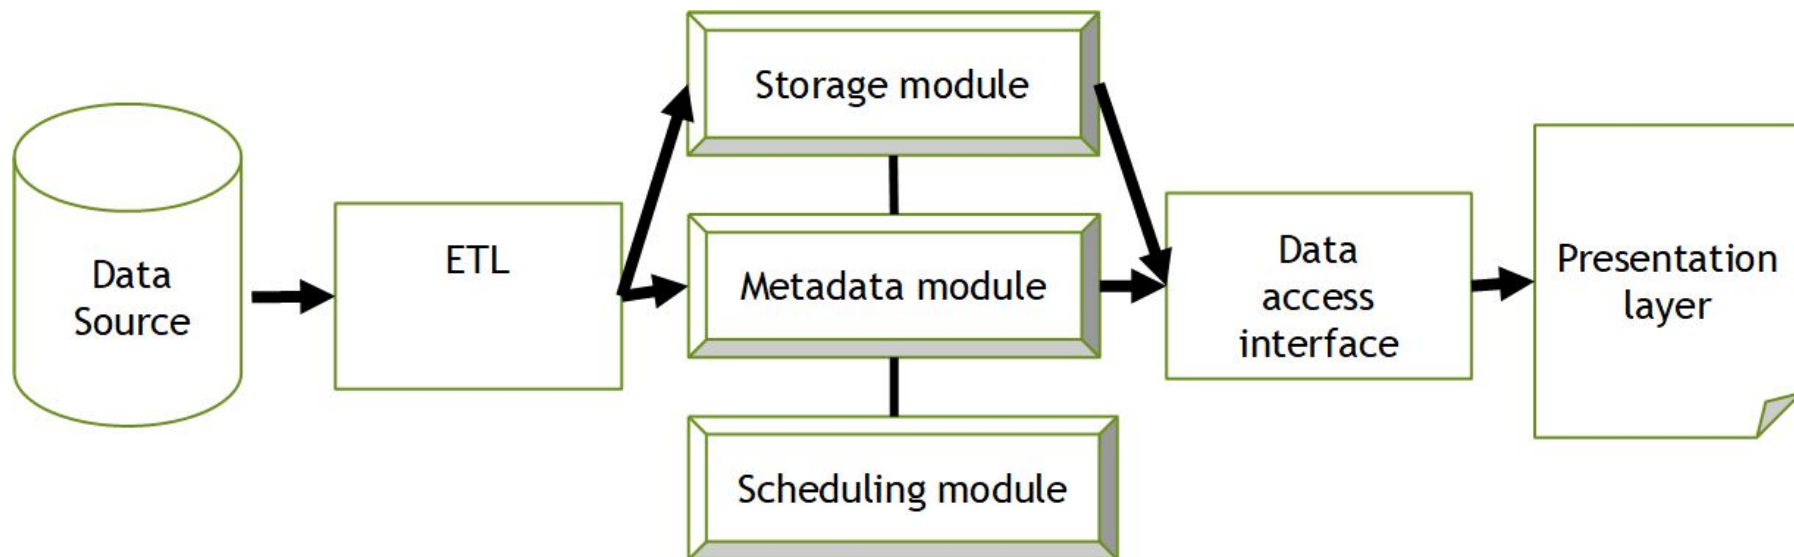 Data
Source
ETL
Storage module
Metadata module
Scheduling module
Data
access
interface
Presentation
layer